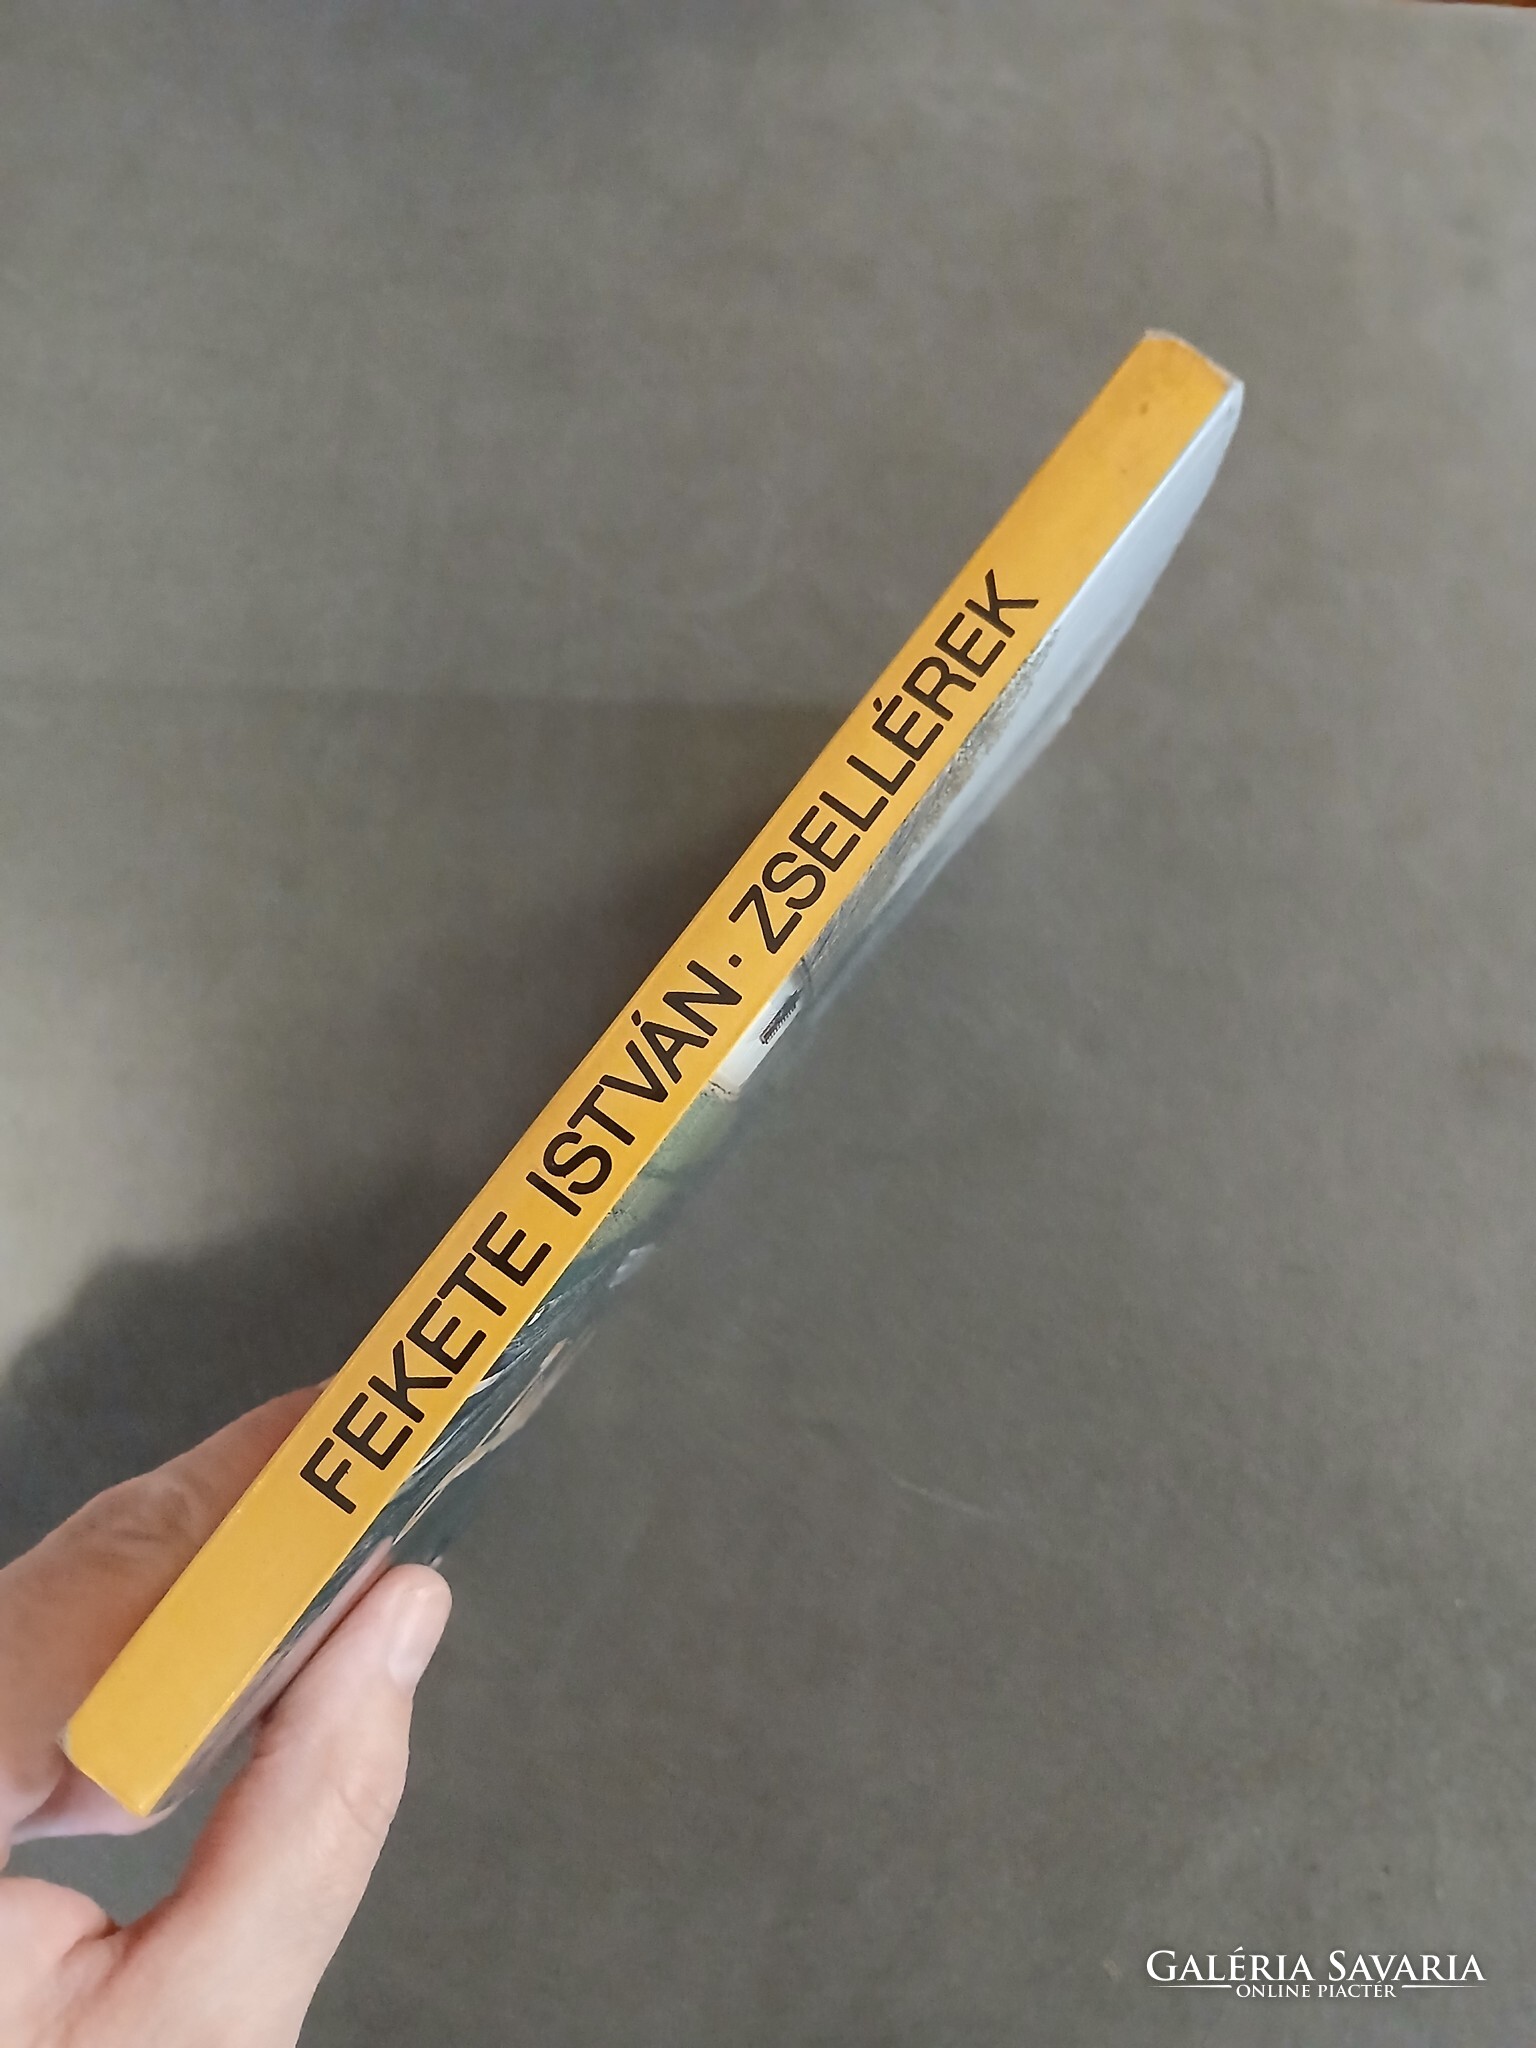 FEKETE ISTVÁN · ZSELLÉREK
GALÉRIA SAVARIA
ONLINE PIACTÉR